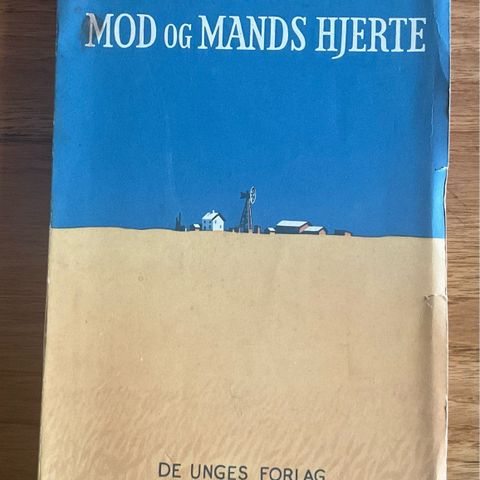 MOD OG MANDS HJERTE
DE UNGES FORLAG